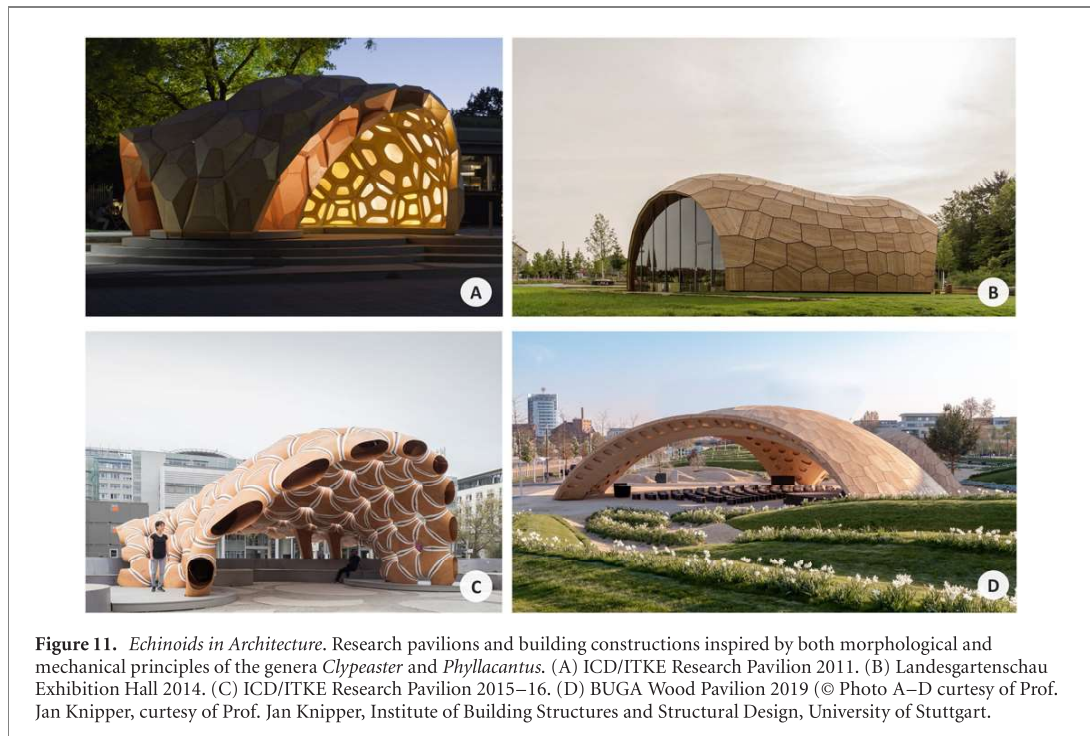 A
B
C
D
Figure 11. Echinoids in Architecture. Research pavilions and building constructions inspired by both morphological and
mechanical principles of the genera Clypeaster and Phyllacantus. (A) ICD/ITKE Research Pavilion 2011. (B) Landesgartenschau
Exhibition Hall 2014. (C) ICD/ITKE Research Pavilion 2015–16. (D) BUGA Wood Pavilion 2019 (© Photo A–D curtesy of Prof.
Jan Knipper, curtesy of Prof. Jan Knipper, Institute of Building Structures and Structural Design, University of Stuttgart.